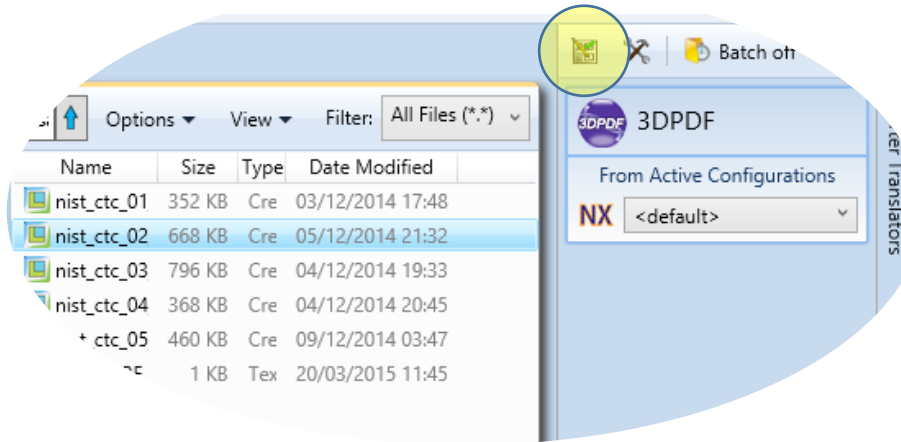 Batch
Options View Filter: All Files (*.*)
3DPDF 3DPDF
Name Size Type Date Modified
From Active Configurations
nist_ctc_01 352 KB Cre 03/12/2014 17:48
NX <default>
nist_ctc_02 668 KB Cre 05/12/2014 21:32
nist_ctc_03 796 KB Cre 04/12/2014 19:33
nist_ctc_04 368 KB Cre 04/12/2014 20:45
ctc_05 460 KB Cre 09/12/2014 03:47
1 KB Tex 20/03/2015 11:45
Translators